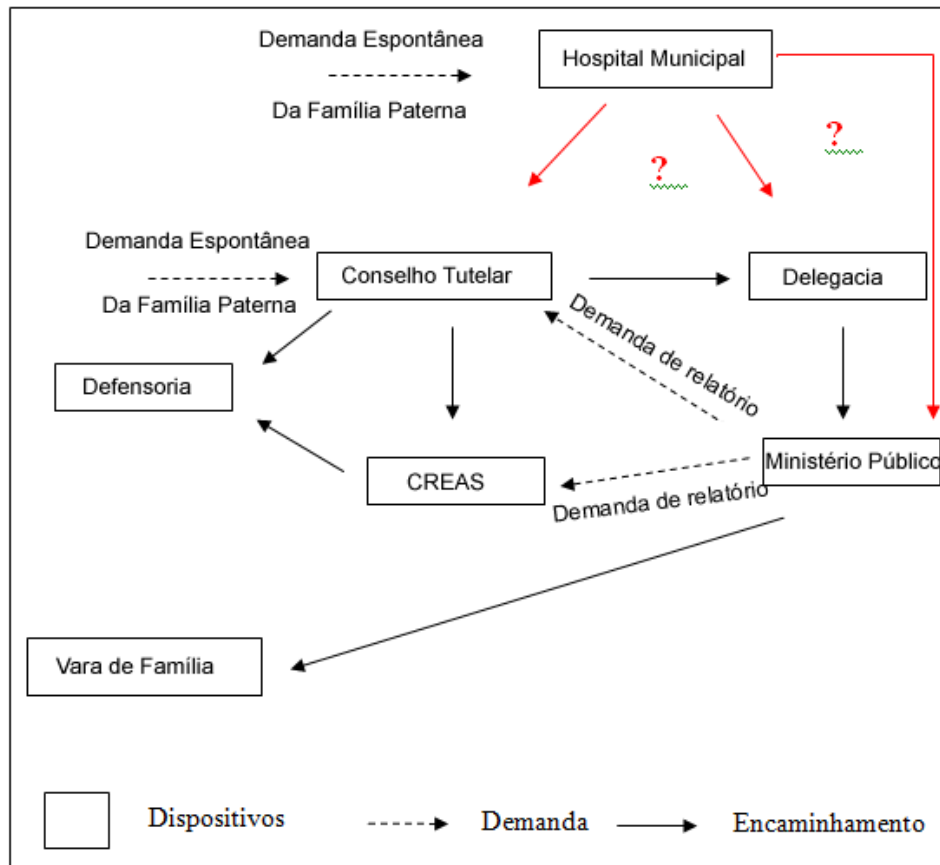 Demanda Espontânea
Da Família Paterna
Hospital Municipal
?
?
Demanda Espontânea
Da Família Paterna
Conselho Tutelar
Delegacia
Demanda de relatório
Defensoria
CREAS
Ministério Público
Demanda de relatório
Vara de Família
Dispositivos
Demanda
Encaminhamento